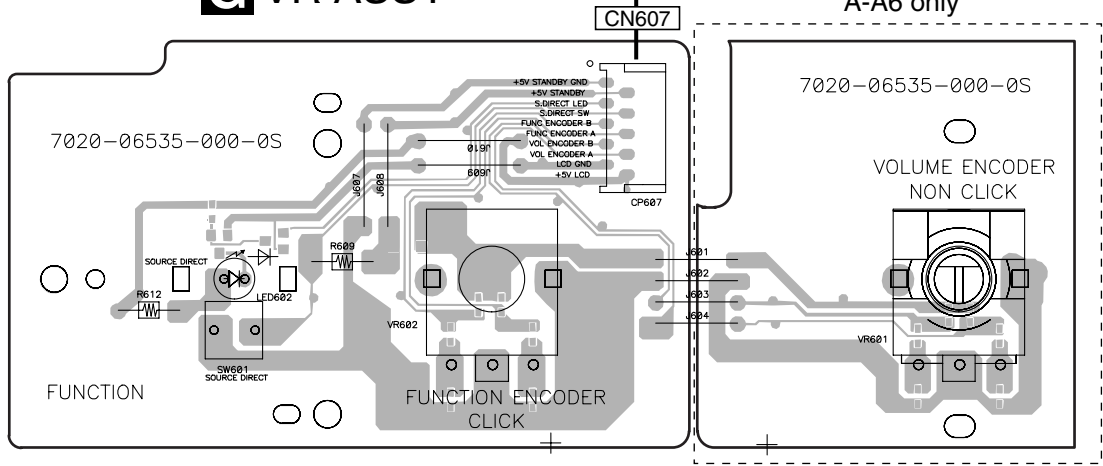 G VR ASSY
CN607
A-A6 only
7020-06535-000-0S
7020-06535-000-0S
+5V STANDBY GND
+5V STANDBY
S.DIRECT LED
S.DIRECT SW
FUNC ENCODER B
FUNC ENCODER A
VOL ENCODER B
VOL ENCODER A
LCD GND
+5V LCD
CP607
J610
J609
J607
J608
VOLUME ENCODER
NON CLICK
R609
SOURCE DIRECT
LED602
R612
J601
J602
J603
J604
VR602
VR601
SW601
SOURCE DIRECT
FUNCTION
FUNCTION ENCODER
CLICK